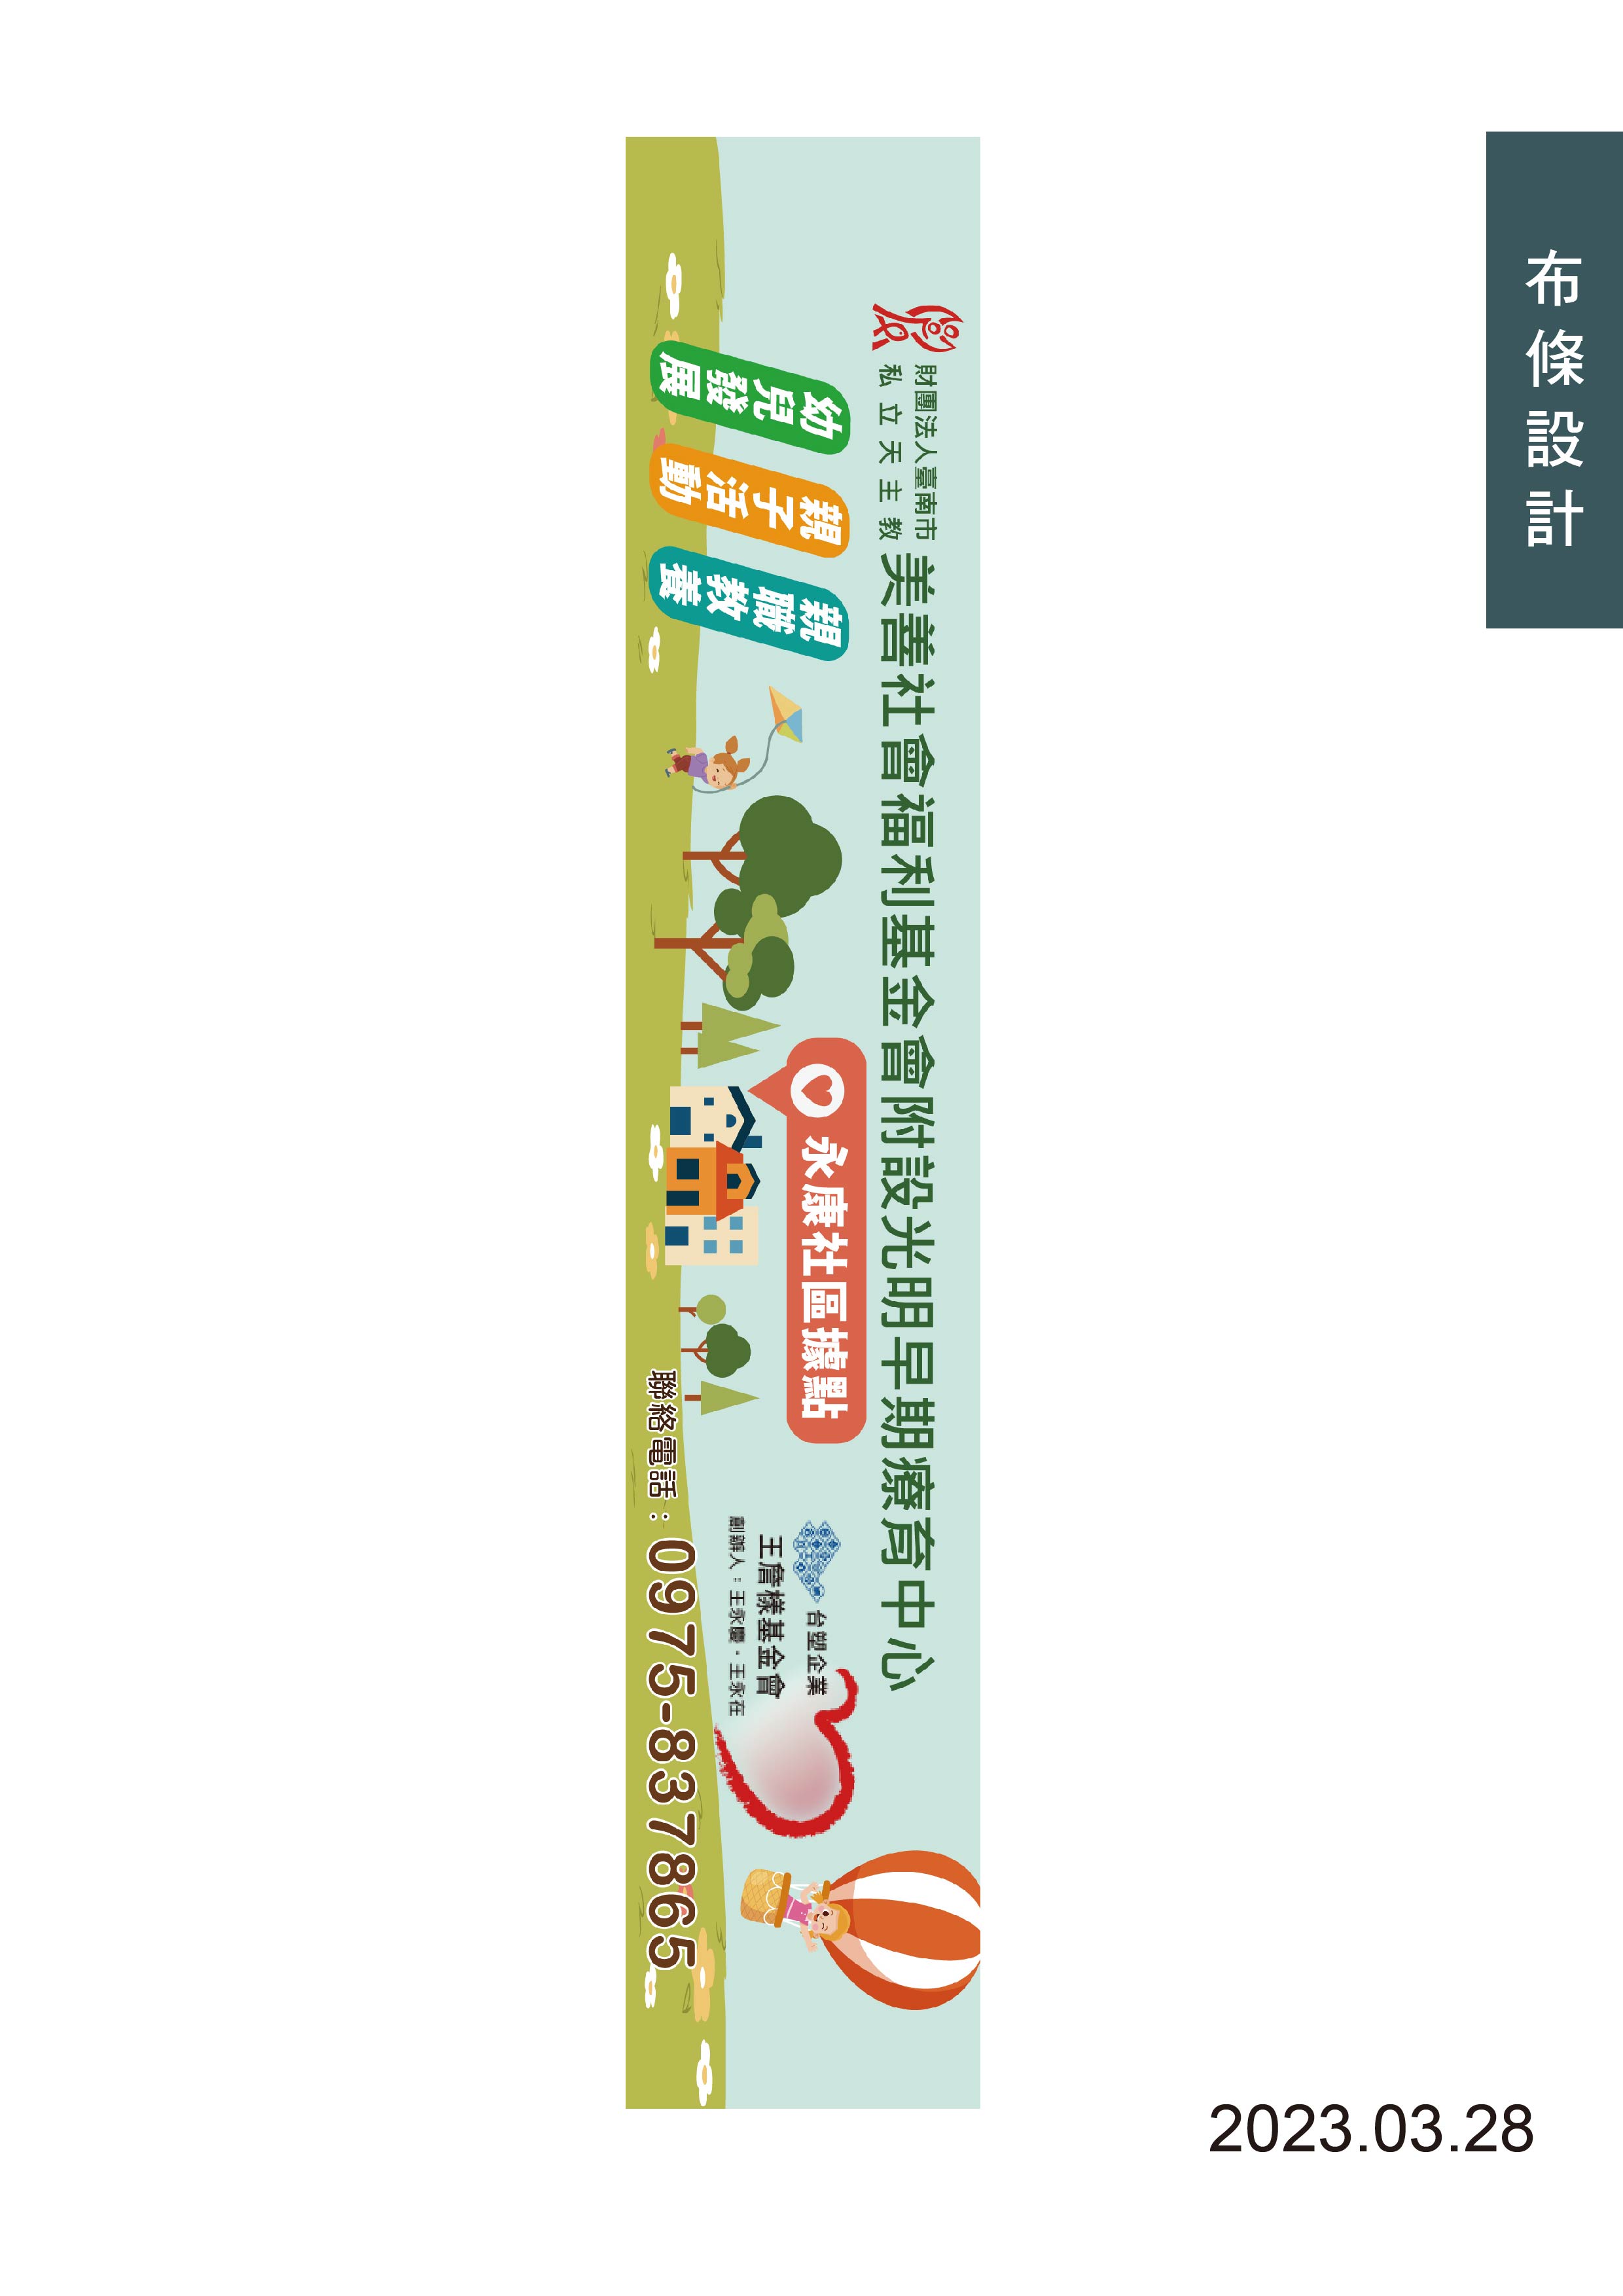 布條設計
財團法人臺南市
私立天主教
美善社會福利基金會附設光明早期療育中心
幼兒發展
親子活動
親職教養
永康社區據點
台塑企業
王詹樣基金會
創辦人：王永慶、王永在
聯絡電話：0975-837865
2023.03.28